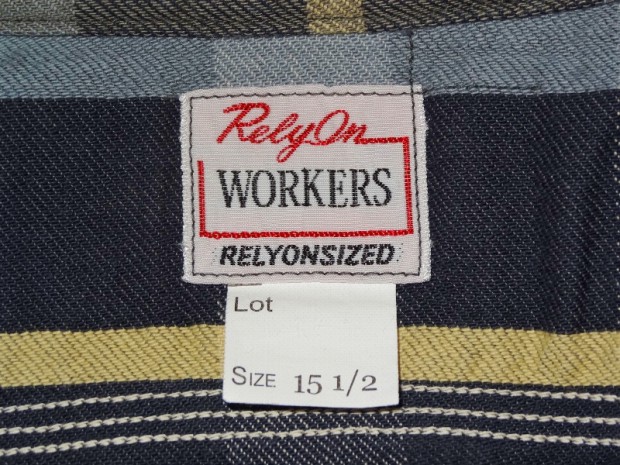 RelyOn
WORKERS
RELYONSIZED
Lot
SIZE 15 1/2